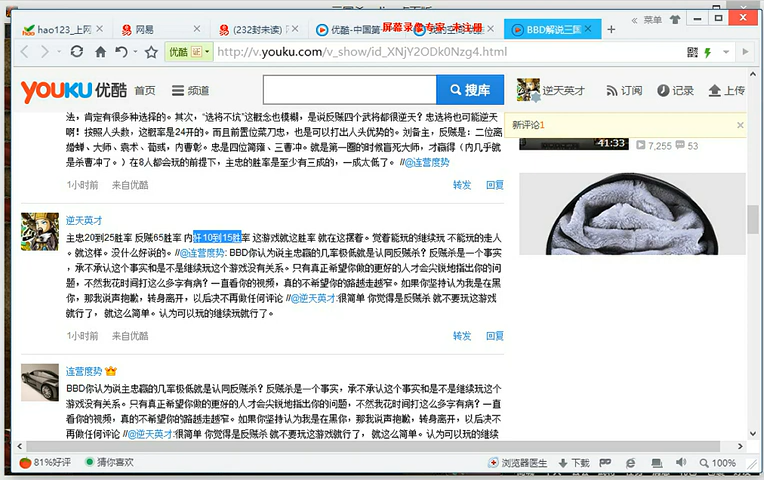 hao123_上网
网易
(232封未读)
优酷-中国第一
BBD解说三国
屏幕录像专家 未注册
菜单
优酷 证
http://v.youku.com/v_show/id_XNjY2ODk0Nzg4.html
YOUKU 优酷 首页 频道
搜库
逆天英才 订阅 记录 上传
新评论1
41:33 7,255 53
法，肯定有很多种选择的。其次，“选将不坑”这概念也模糊，是说反贼四个武将都很逆天？忠选将也可能逆天
啊！按照人头数，这概率是24开的。而且前置位菜刀忠，也是可以打出人头优势的。刘备主，反贼是：二位离
婚蝉、大师、袁术、荀彧，内曹彰。忠是四位简雍、三曹冲。就是第一圈的时候盲死大师，才赢得（内几乎就
是杀曹冲了。）在8人都会玩的前提下，主忠的胜率是至少有三成的，一成太低了。 //@连营度势
1小时前 来自优酷 转发 回复
逆天英才
主忠20到25胜率 反贼65胜率 内奸10到15胜率 这游戏就这胜率 就在这摆着。觉着能玩的继续玩 不能玩的走人
。就这样。没什么好说的。//@连营度势: BBD你认为说主忠赢的几率极低就是认同反贼杀？反贼杀是一个事实
，承不承认这个事实和是不是继续玩这个游戏没有关系。只有真正希望你做的更好的人才会尖锐地指出你的问
题，不然我花时间打这么多字有病？一直看你的视频，真的不希望你的路越走越窄。如果你坚持认为我是在黑
你，那我说声抱歉，转身离开，以后决不再做任何评论 //@逆天英才:很简单 你觉得是反贼杀 就不要玩这游戏
就行了，就这么简单。认为可以玩的继续玩就行了。
1小时前 来自优酷 转发 回复
连营度势
BBD你认为说主忠赢的几率极低就是认同反贼杀？反贼杀是一个事实，承不承认这个事实和是不是继续玩这个
游戏没有关系。只有真正希望你做的更好的人才会尖锐地指出你的问题，不然我花时间打这么多字有病？一直
看你的视频，真的不希望你的路越走越窄。如果你坚持认为我是在黑你，那我说声抱歉，转身离开，以后决不
再做任何评论 //@逆天英才:很简单 你觉得是反贼杀 就不要玩这游戏就行了，就这么简单。认为可以玩的继续
81%好评 猜你喜欢 浏览器医生 下载 100%